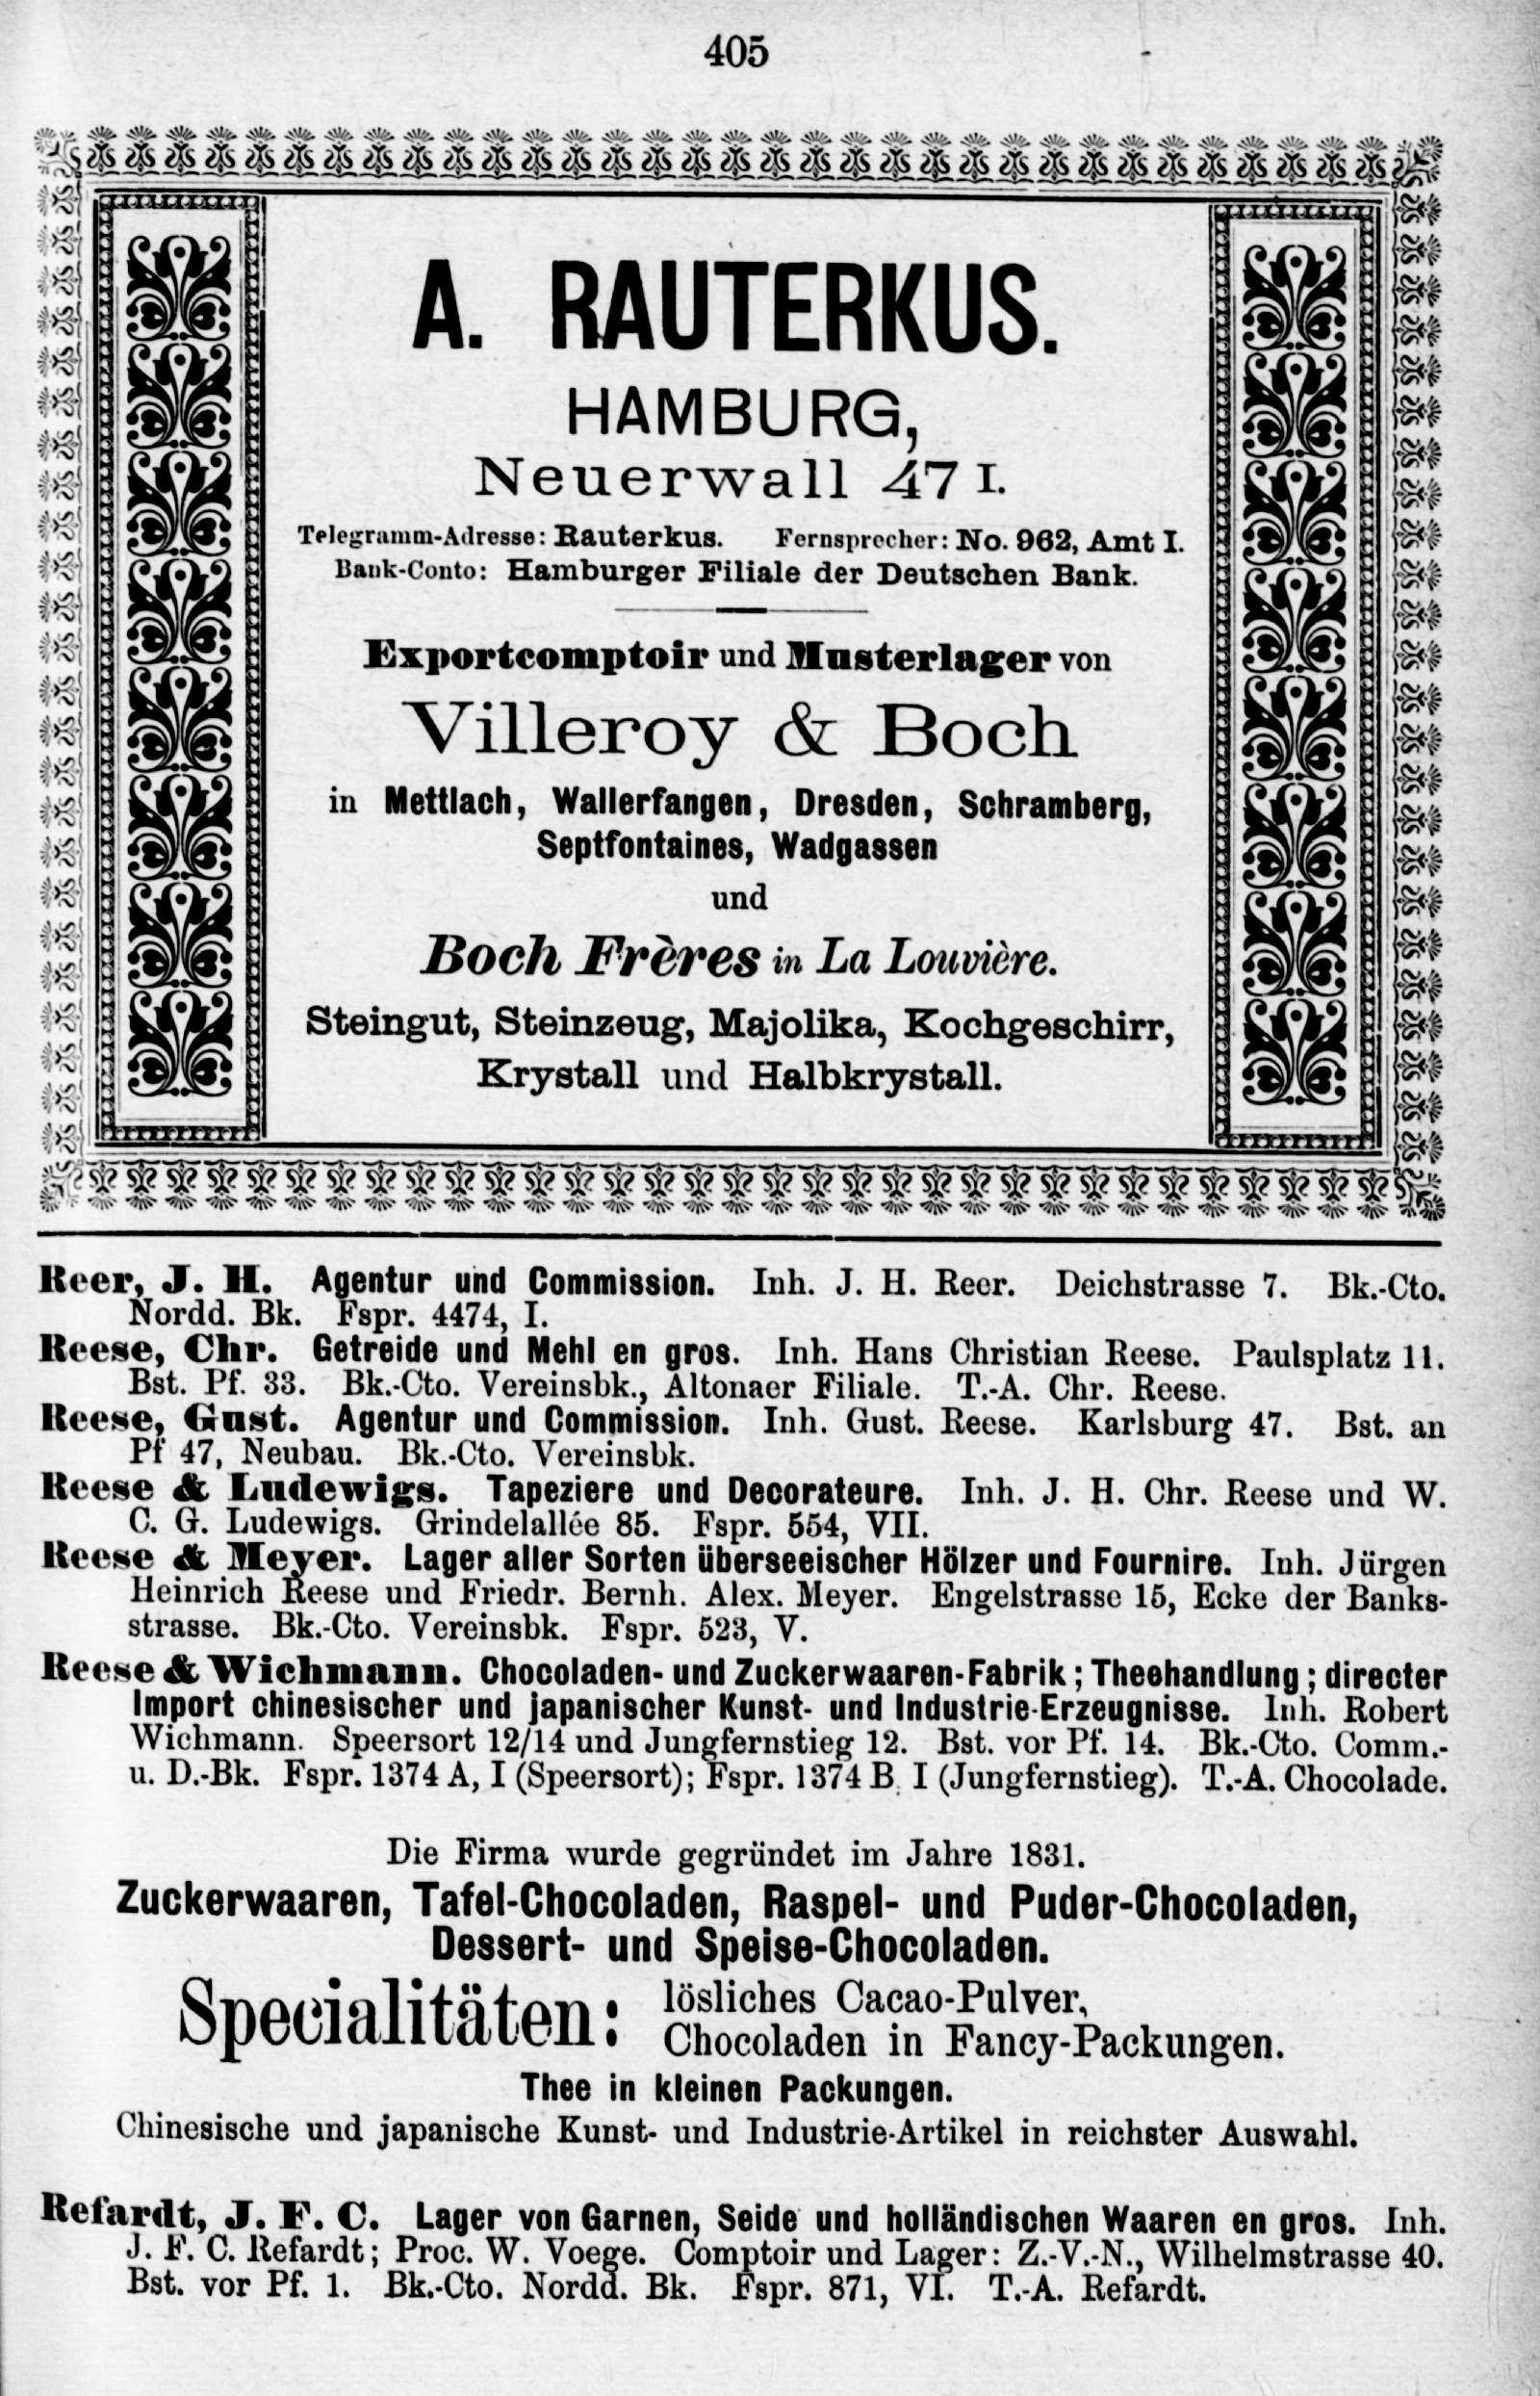 405
A. RAUTERKUS.
HAMBURG,
Neuerwall 47 I.
Telegramm-Adresse: Rauterkus. Fernsprecher: No. 962, Amt I.
Bank-Conto: Hamburger Filiale der Deutschen Bank.
Exportcomptoir und Musterlager von
Villeroy & Boch
in Mettlach, Wallerfangen, Dresden, Schramberg,
Septfontaines, Wadgassen
und
Boch Frères in La Louvière.
Steingut, Steinzeug, Majolika, Kochgeschirr,
Krystall und Halbkrystall.
Reer, J. H. Agentur und Commission. Inh. J. H. Reer. Deichstrasse 7. Bk.-Cto.
Nordd. Bk. Fspr. 4474, I.
Reese, Chr. Getreide und Mehl en gros. Inh. Hans Christian Reese. Paulsplatz 11.
Bst. Pf. 33. Bk.-Cto. Vereinsbk., Altonaer Filiale. T.-A. Chr. Reese.
Reese, Gust. Agentur und Commission. Inh. Gust. Reese. Karlsburg 47. Bst. an
Pf 47, Neubau. Bk.-Cto. Vereinsbk.
Reese & Ludewigs. Tapeziere und Decorateure. Inh. J. H. Chr. Reese und W.
C. G. Ludewigs. Grindelallée 85. Fspr. 554, VII.
Reese & Meyer. Lager aller Sorten überseeischer Hölzer und Fournire. Inh. Jürgen
Heinrich Reese und Friedr. Bernh. Alex. Meyer. Engelstrasse 15, Ecke der Banks-
strasse. Bk.-Cto. Vereinsbk. Fspr. 523, V.
Reese & Wichmann. Chocoladen- und Zuckerwaaren-Fabrik; Theehandlung; directer
Import chinesischer und japanischer Kunst- und Industrie-Erzeugnisse. Inh. Robert
Wichmann. Speersort 12/14 und Jungfernstieg 12. Bst. vor Pf. 14. Bk.-Cto. Comm.-
u. D.-Bk. Fspr. 1374 A, I (Speersort); Fspr. 1374 B, I (Jungfernstieg). T.-A. Chocolade.
Die Firma wurde gegründet im Jahre 1831.
Zuckerwaaren, Tafel-Chocoladen, Raspel- und Puder-Chocoladen,
Dessert- und Speise-Chocoladen.
Specialitäten: lösliches Cacao-Pulver,
Chocoladen in Fancy-Packungen.
Thee in kleinen Packungen.
Chinesische und japanische Kunst- und Industrie-Artikel in reichster Auswahl.
Refardt, J. F. C. Lager von Garnen, Seide und holländischen Waaren en gros. Inh.
J. F. C. Refardt; Proc. W. Voege. Comptoir und Lager: Z.-V.-N., Wilhelmstrasse 40.
Bst. vor Pf. 1. Bk.-Cto. Nordd. Bk. Fspr. 871, VI. T.-A. Refardt.